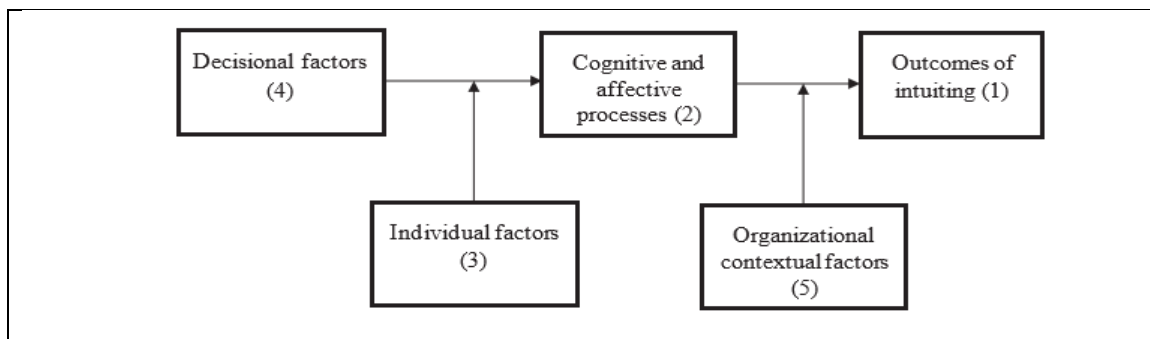 Decisional factors
(4)
Cognitive and
affective
processes (2)
Outcomes of
intuiting (1)
Individual factors
(3)
Organizational
contextual factors
(5)